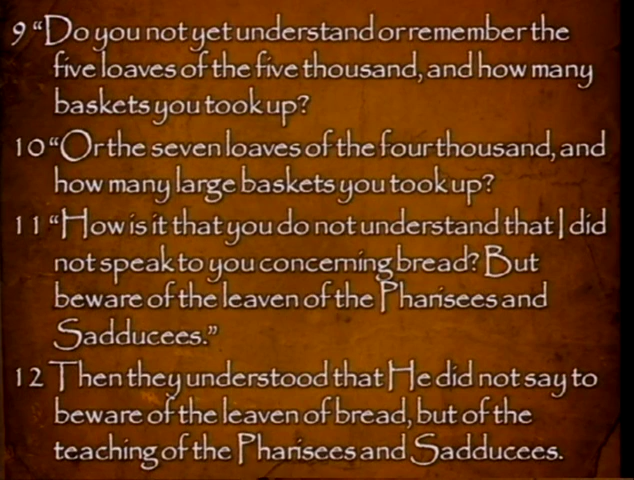 9 “Do you not yet understand or remember the
five loaves of the five thousand, and how many
baskets you took up?
10 “Or the seven loaves of the four thousand, and
how many large baskets you took up?
11 “How is it that you do not understand that I did
not speak to you concerning bread? But
beware of the leaven of the Pharisees and
Sadducees.”
12 Then they understood that He did not say to
beware of the leaven of bread, but of the
teaching of the Pharisees and Sadducees.